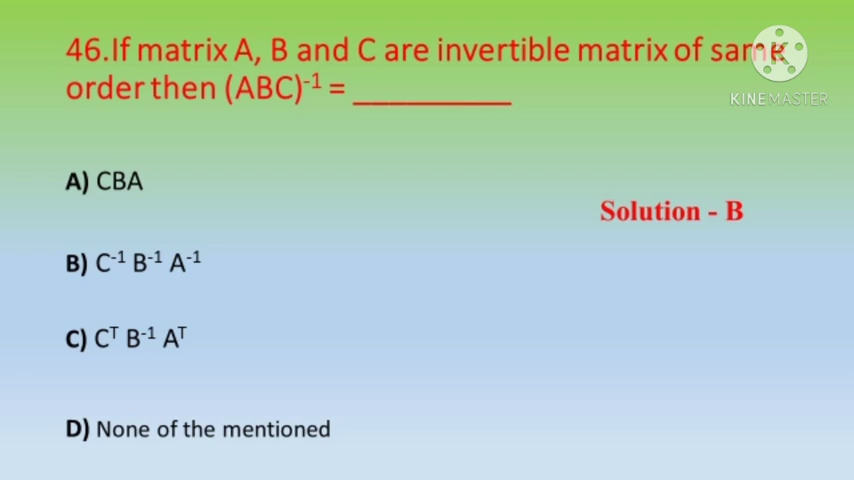 46.If matrix A, B and C are invertible matrix of same
order then (ABC)⁻¹ = _________
K
KINEMASTER
A) CBA
Solution - B
B) C⁻¹ B⁻¹ A⁻¹
C) Cᵀ B⁻¹ Aᵀ
D) None of the mentioned